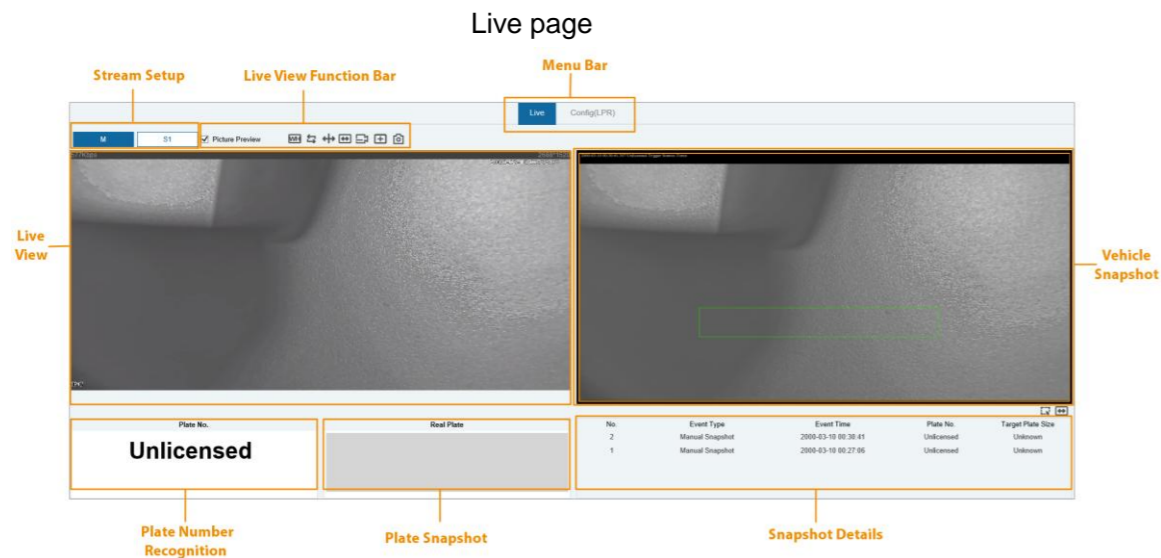 Live page
Stream Setup
Live View Function Bar
Menu Bar
Live
Config(LPR)
M
S1
Picture Preview
Live
View
Vehicle
Snapshot
Plate No.
Unlicensed
Real Plate
No. Event Type Event Time Plate No. Target Plate Size
2 Manual Snapshot 2000-03-10 00:38:41 Unlicensed Unknown
1 Manual Snapshot 2000-03-10 00:27:06 Unlicensed Unknown
Plate Number
Recognition
Plate Snapshot
Snapshot Details